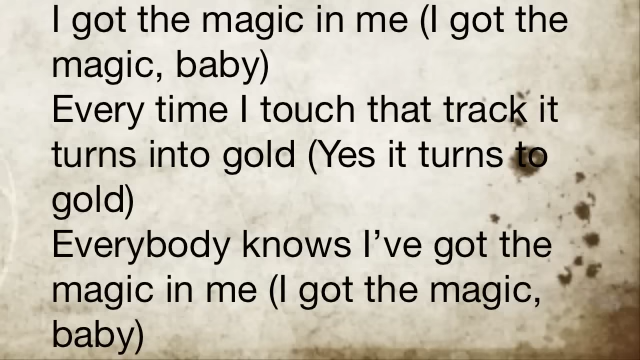 I got the magic in me (I got the
magic, baby)
Every time I touch that track it
turns into gold (Yes it turns to
gold)
Everybody knows I’ve got the
magic in me (I got the magic,
baby)